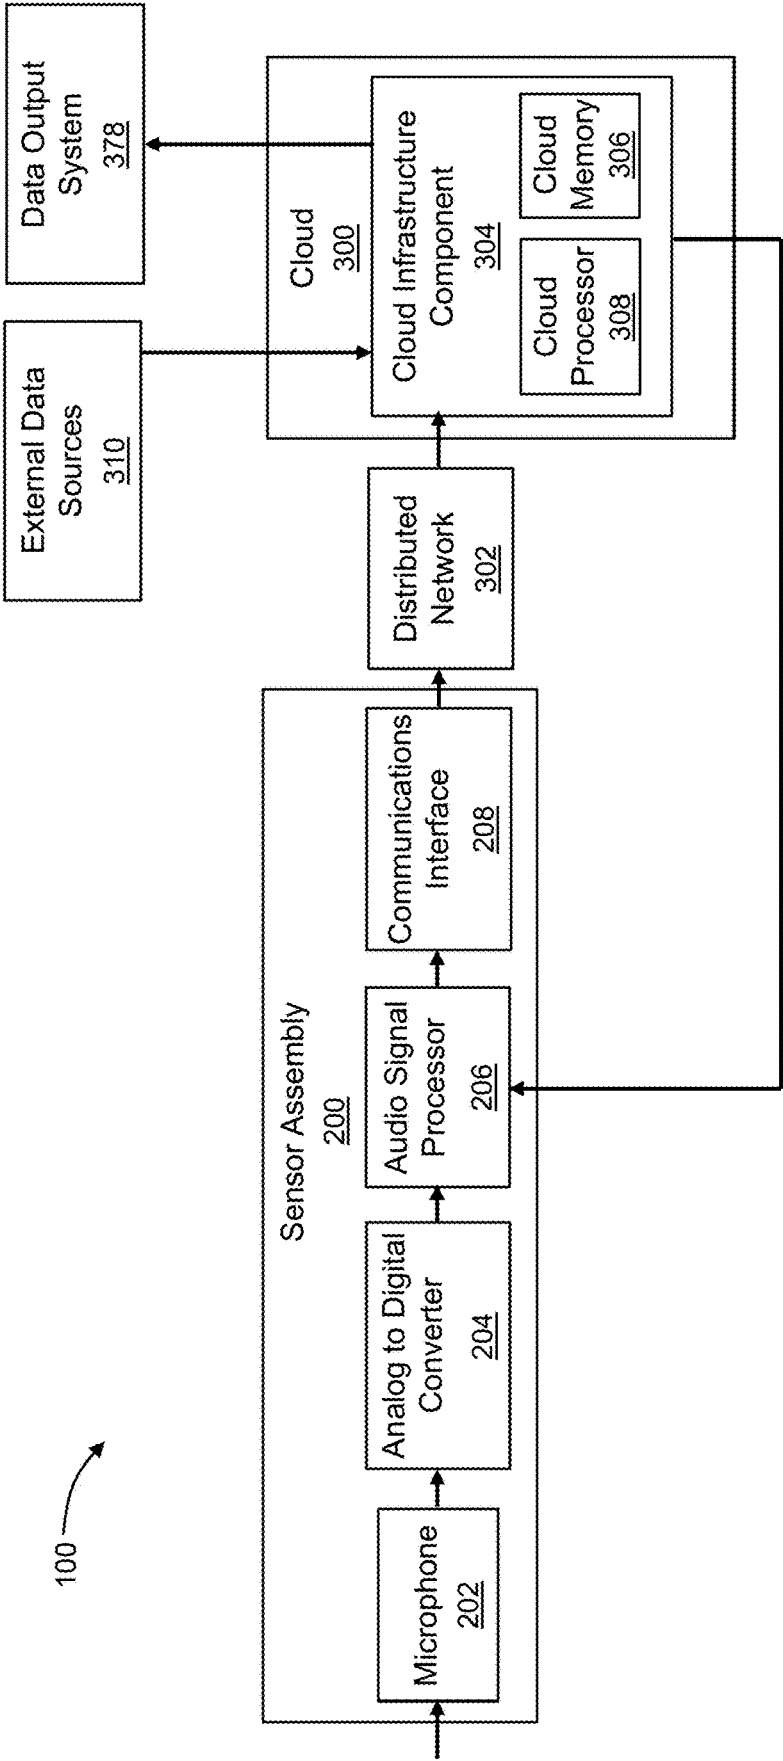 100
External Data
Sources
310
Data Output
System
378
Sensor Assembly
200
Microphone
202
Analog to Digital
Converter
204
Audio Signal
Processor
206
Communications
Interface
208
Distributed
Network
302
Cloud
300
Cloud Infrastructure
Component
304
Cloud
Processor
308
Cloud
Memory
306